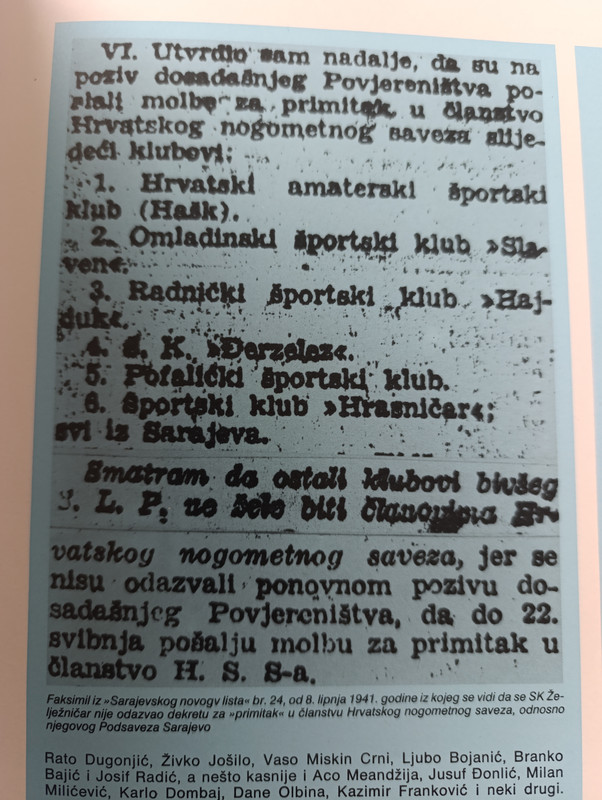 VI. Utvrdio sam nadalje, da su na
poziv dosadašnjeg Povjereništva po-
slali molbe za primitak u članstvo
Hrvatskog nogometnog saveza slije-
deći klubovi:
1. Hrvatski amaterski športski
klub (Hašk).
2. Omladinski športski klub »Sla-
ven«.
3. Radnički športski klub »Haj-
duk«.
4. š. K. »Đerzelez«.
5. Pofalićki športski klub.
6. Športski klub »Hrasničar«;
svi iz Sarajeva.
Smatram da ostali klubovi bivšeg
J. L. P. ne žele biti članovima Hr-
vatskog nogometnog saveza, jer se
nisu odazvali ponovnom pozivu do-
sadašnjeg Povjereništva, da do 22.
svibnja pošalju molbu za primitak u
članstvo H. S. S-a.
Faksimil iz »Sarajevskog novogv lista« br. 24, od 8. lipnja 1941. godine iz kojeg se vidi da se SK Že-
lježničar nije odazvao dekretu za »primitak« u članstvu Hrvatskog nogometnog saveza, odnosno
njegovog Podsaveza Sarajevo
Rato Dugonjić, Živko Jošilo, Vaso Miskin Crni, Ljubo Bojanić, Branko
Bajić i Josif Radić, a nešto kasnije i Aco Meandžija, Jusuf Đonlić, Milan
Milićević, Karlo Dombaj, Dane Olbina, Kazimir Franković i neki drugi.